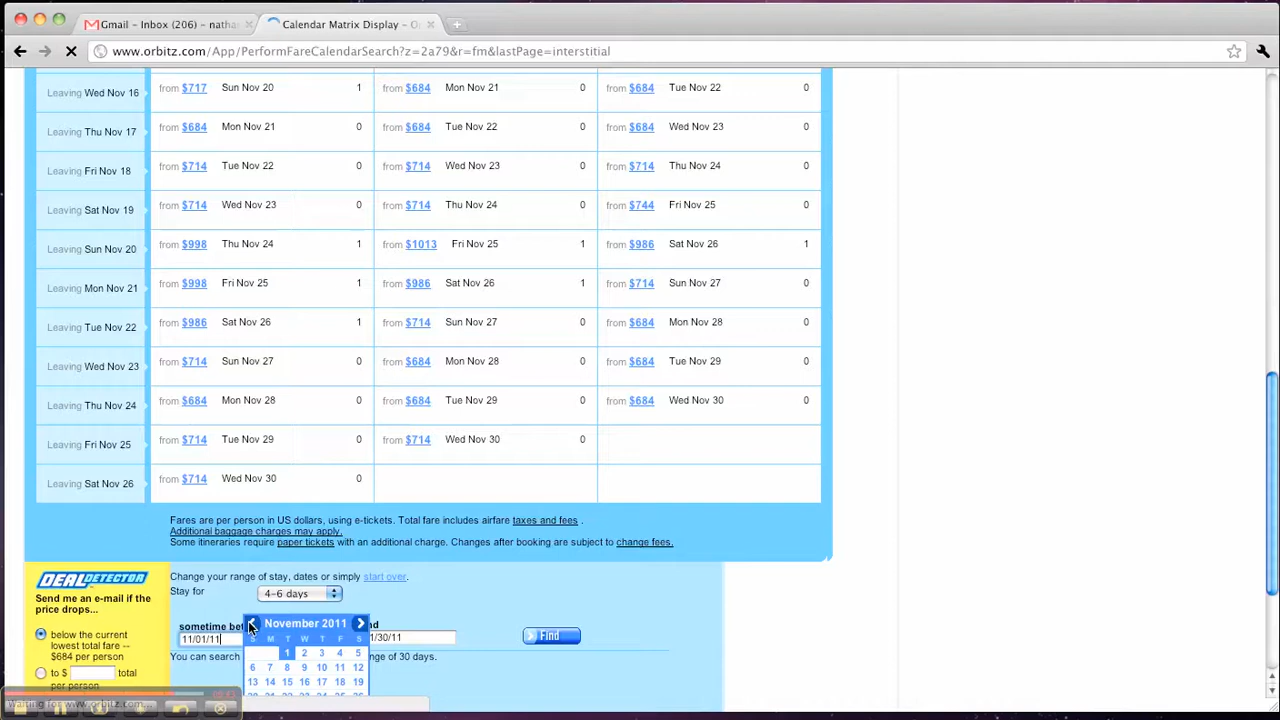 Gmail – Inbox (206) – natha
Calendar Matrix Display – O
www.orbitz.com/App/PerformFareCalendarSearch?z=2a79&r=fm&lastPage=interstitial
Leaving Wed Nov 16 from $717 Sun Nov 20 1 from $684 Mon Nov 21 0 from $684 Tue Nov 22 0
Leaving Thu Nov 17 from $684 Mon Nov 21 0 from $684 Tue Nov 22 0 from $684 Wed Nov 23 0
Leaving Fri Nov 18 from $714 Tue Nov 22 0 from $714 Wed Nov 23 0 from $714 Thu Nov 24 0
Leaving Sat Nov 19 from $714 Wed Nov 23 0 from $714 Thu Nov 24 0 from $744 Fri Nov 25 0
Leaving Sun Nov 20 from $998 Thu Nov 24 1 from $1013 Fri Nov 25 1 from $986 Sat Nov 26 1
Leaving Mon Nov 21 from $998 Fri Nov 25 1 from $986 Sat Nov 26 1 from $714 Sun Nov 27 0
Leaving Tue Nov 22 from $986 Sat Nov 26 1 from $714 Sun Nov 27 0 from $684 Mon Nov 28 0
Leaving Wed Nov 23 from $714 Sun Nov 27 0 from $684 Mon Nov 28 0 from $684 Tue Nov 29 0
Leaving Thu Nov 24 from $684 Mon Nov 28 0 from $684 Tue Nov 29 0 from $684 Wed Nov 30 0
Leaving Fri Nov 25 from $714 Tue Nov 29 0 from $714 Wed Nov 30 0
Leaving Sat Nov 26 from $714 Wed Nov 30 0
Fares are per person in US dollars, using e-tickets. Total fare includes airfare taxes and fees .
Additional baggage charges may apply.
Some itineraries require paper tickets with an additional charge. Changes after booking are subject to change fees.
DEALDETECTOR
Send me an e-mail if the
price drops...
below the current
lowest total fare --
$684 per person
to $ total
per person
Change your range of stay, dates or simply start over.
Stay for 4-6 days
sometime bet nd
11/01/11 1/30/11 Find
You can search nge of 30 days.
November 2011
S M T W T F S
1 2 3 4 5
6 7 8 9 10 11 12
13 14 15 16 17 18 19
Waiting for www.orbitz.com...